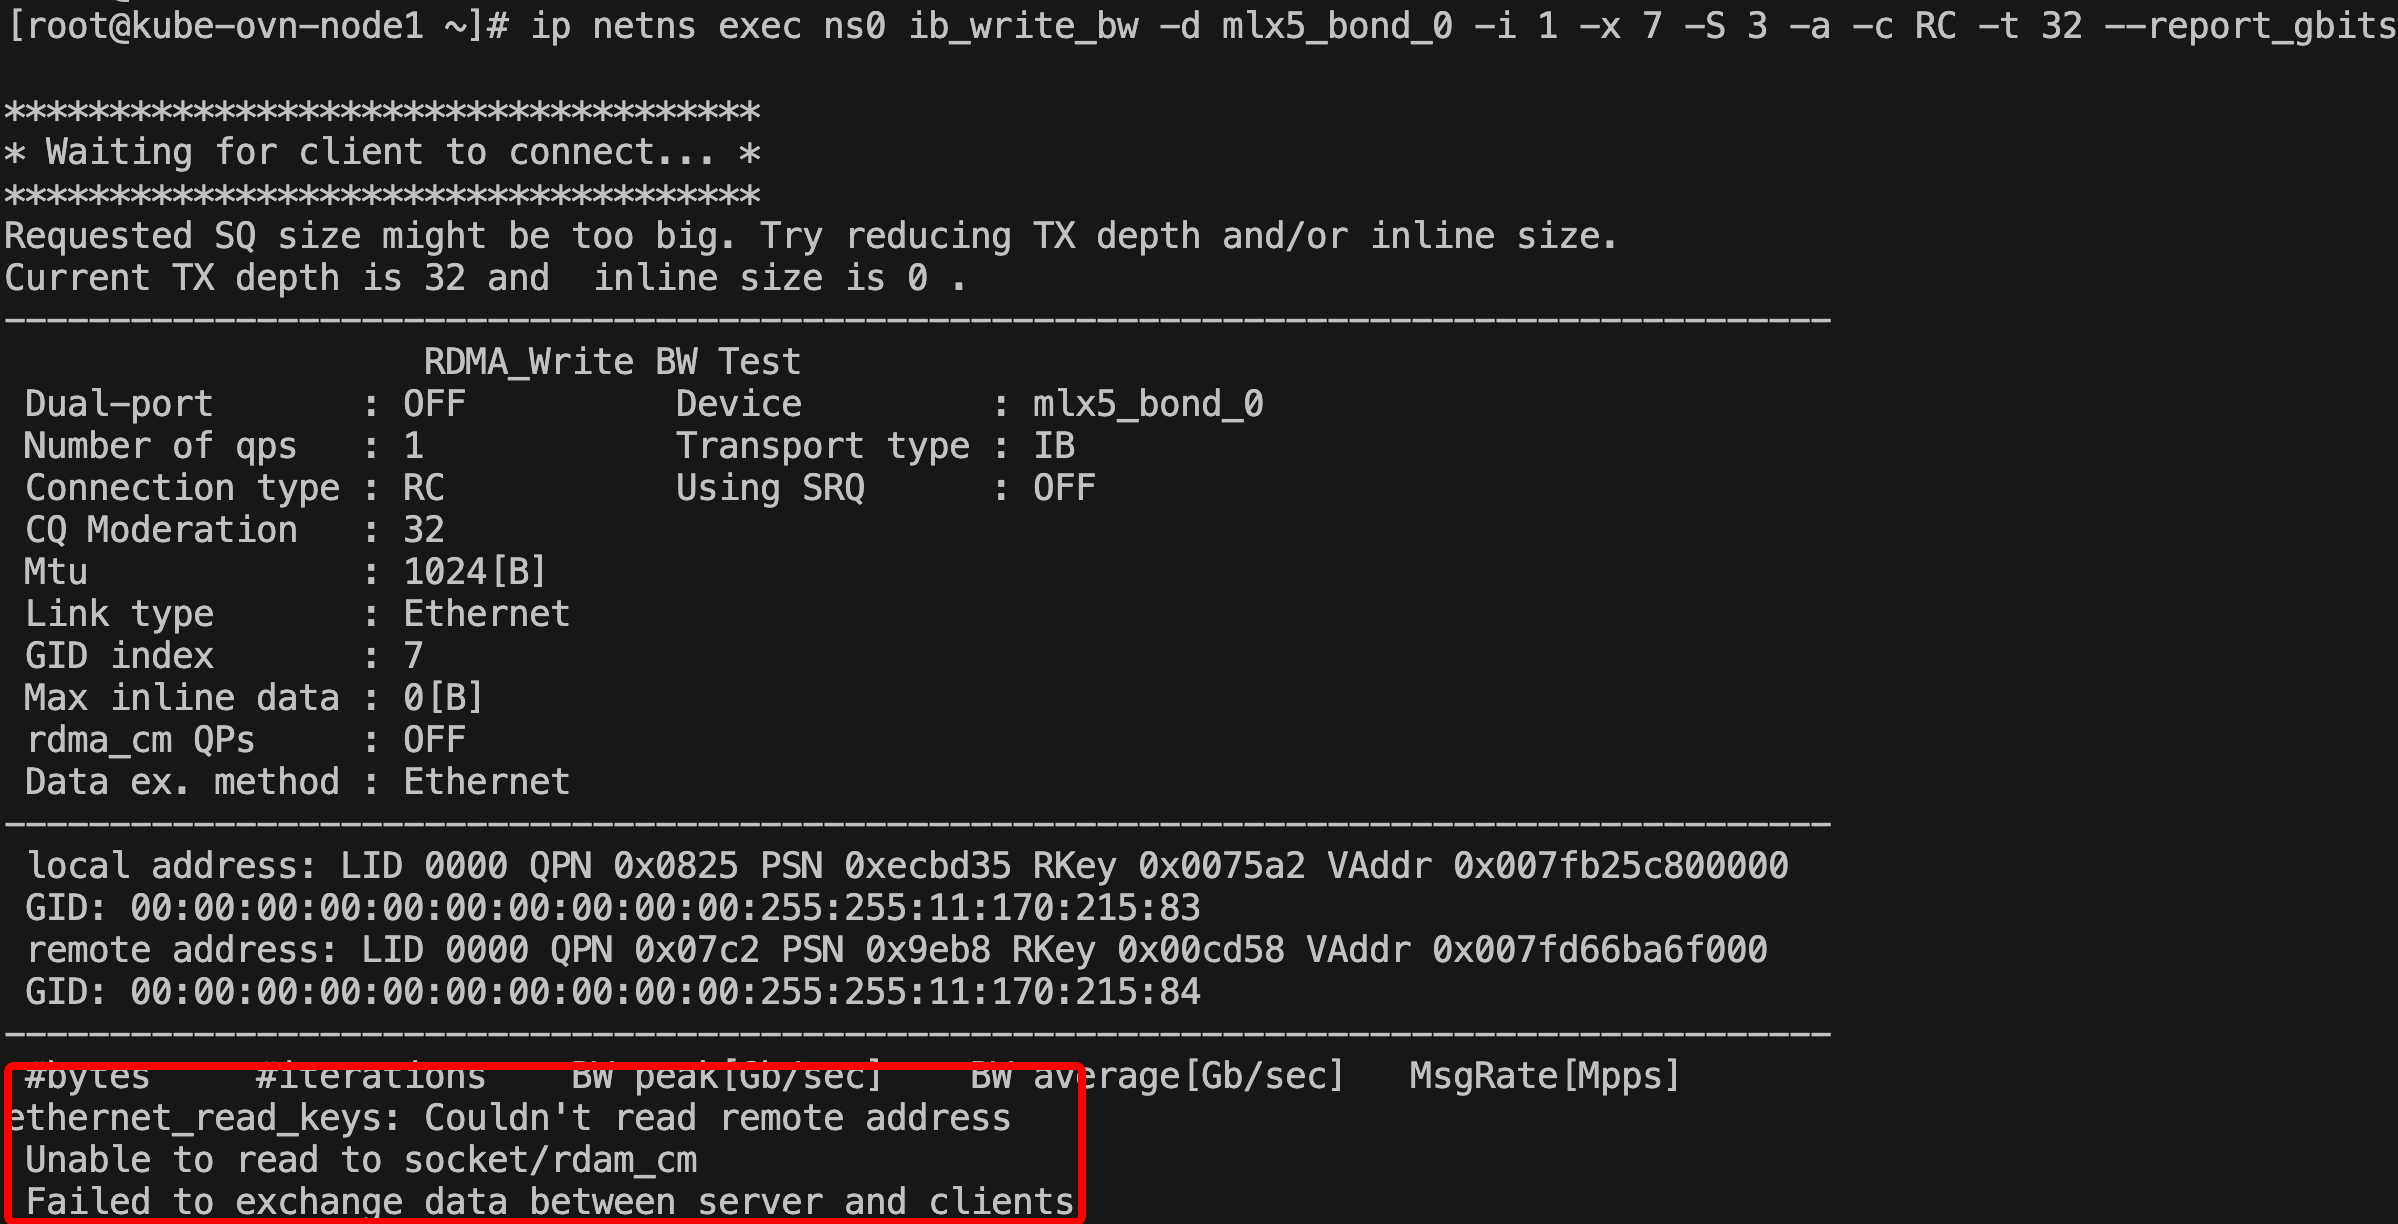 [root@kube-ovn-node1 ~]# ip netns exec ns0 ib_write_bw -d mlx5_bond_0 -i 1 -x 7 -S 3 -a -c RC -t 32 --report_gbits
************************************
* Waiting for client to connect... *
************************************
Requested SQ size might be too big. Try reducing TX depth and/or inline size.
Current TX depth is 32 and  inline size is 0 .
---------------------------------------------------------------------------------------
                    RDMA_Write BW Test
 Dual-port       : OFF          Device         : mlx5_bond_0
 Number of qps   : 1            Transport type : IB
 Connection type : RC           Using SRQ      : OFF
 CQ Moderation   : 32
 Mtu             : 1024[B]
 Link type       : Ethernet
 GID index       : 7
 Max inline data : 0[B]
 rdma_cm QPs     : OFF
 Data ex. method : Ethernet
---------------------------------------------------------------------------------------
 local address: LID 0000 QPN 0x0825 PSN 0xecbd35 RKey 0x0075a2 VAddr 0x007fb25c800000
 GID: 00:00:00:00:00:00:00:00:00:00:255:255:11:170:215:83
 remote address: LID 0000 QPN 0x07c2 PSN 0x9eb8 RKey 0x00cd58 VAddr 0x007fd66ba6f000
 GID: 00:00:00:00:00:00:00:00:00:00:255:255:11:170:215:84
---------------------------------------------------------------------------------------
 #bytes     #iterations    BW peak[Gb/sec]    BW average[Gb/sec]   MsgRate[Mpps]
ethernet_read_keys: Couldn't read remote address
 Unable to read to socket/rdam_cm
 Failed to exchange data between server and clients